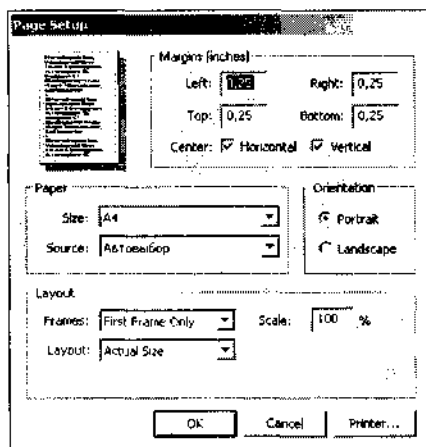 Page Setup
Margins (inches)
Left: Right: 0,25
Top: 0,25 Bottom: 0,25
Center: Horizontal Vertical
Paper
Size: A4
Source: Автовыбор
Orientation
Portrait
Landscape
Layout
Frames: First Frame Only Scale: 100 %
Layout: Actual Size
OK Cancel Printer...